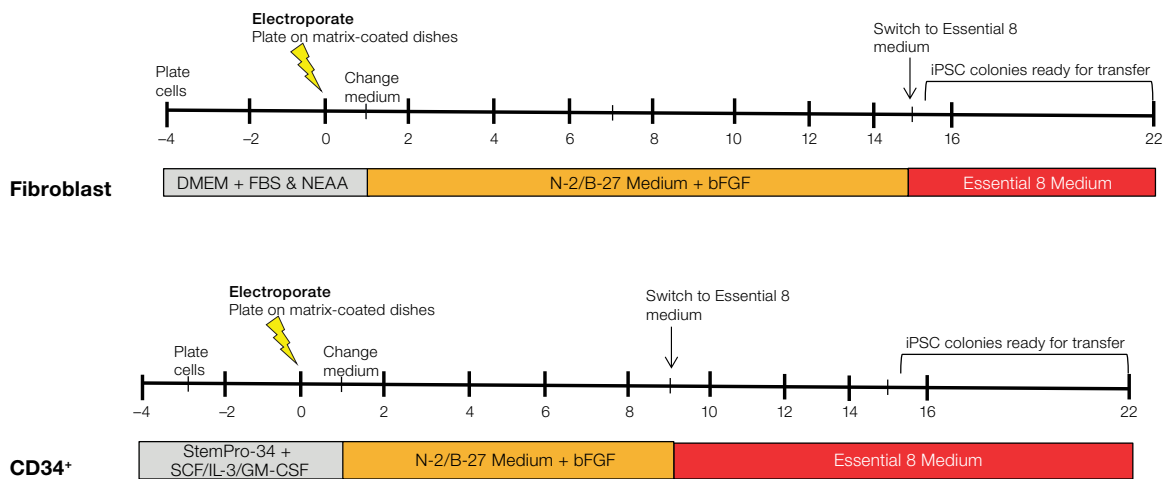 Electroporate
Plate on matrix-coated dishes
Switch to Essential 8
medium
Plate
cells
Change
medium
iPSC colonies ready for transfer
–4
–2
0
2
4
6
8
10
12
14
16
22
Fibroblast
DMEM + FBS & NEAA
N-2/B-27 Medium + bFGF
Essential 8 Medium
Electroporate
Plate on matrix-coated dishes
Switch to Essential 8
medium
Plate
cells
Change
medium
iPSC colonies ready for transfer
–4
–2
0
2
4
6
8
10
12
14
16
22
CD34⁺
StemPro-34 +
SCF/IL-3/GM-CSF
N-2/B-27 Medium + bFGF
Essential 8 Medium